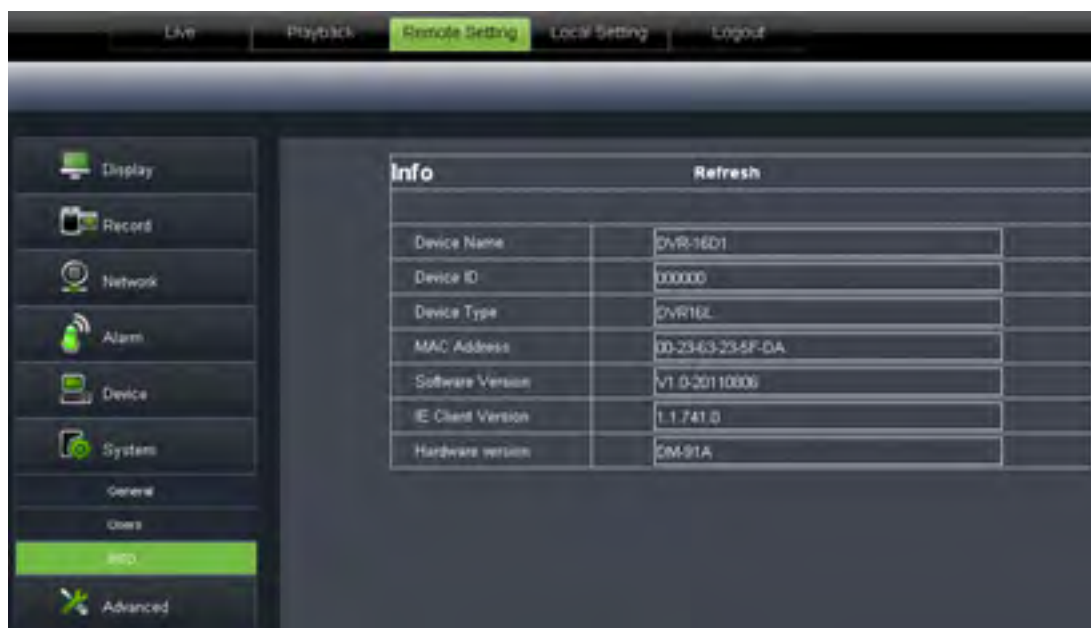 Live Playback Remote Setting Local Setting Logout
Display
Record
Network
Alarm
Device
System
General
Users
INFO
Advanced
Info Refresh
Device Name DVR-16D1
Device ID 000000
Device Type DVR16L
MAC Address 00-23-63-23-5F-DA
Software Version V1.0-20110806
IE Client Version 1.1.741.0
Hardware version DM-91A